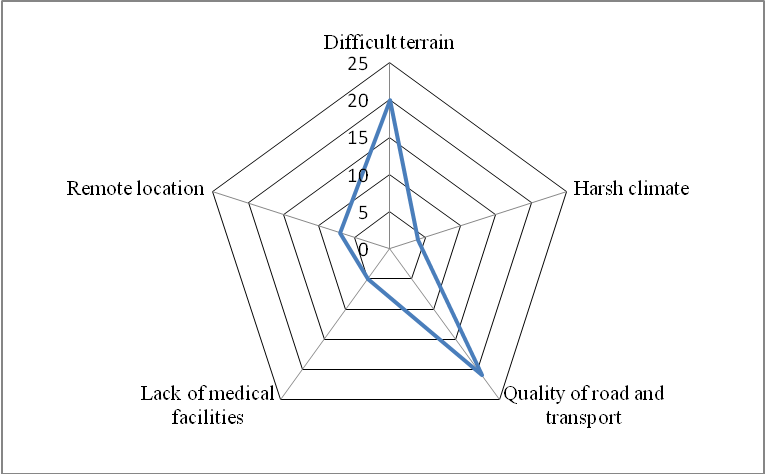 Difficult terrain
25
20
15
10
5
0
Remote location
Harsh climate
Lack of medical
facilities
Quality of road and
transport